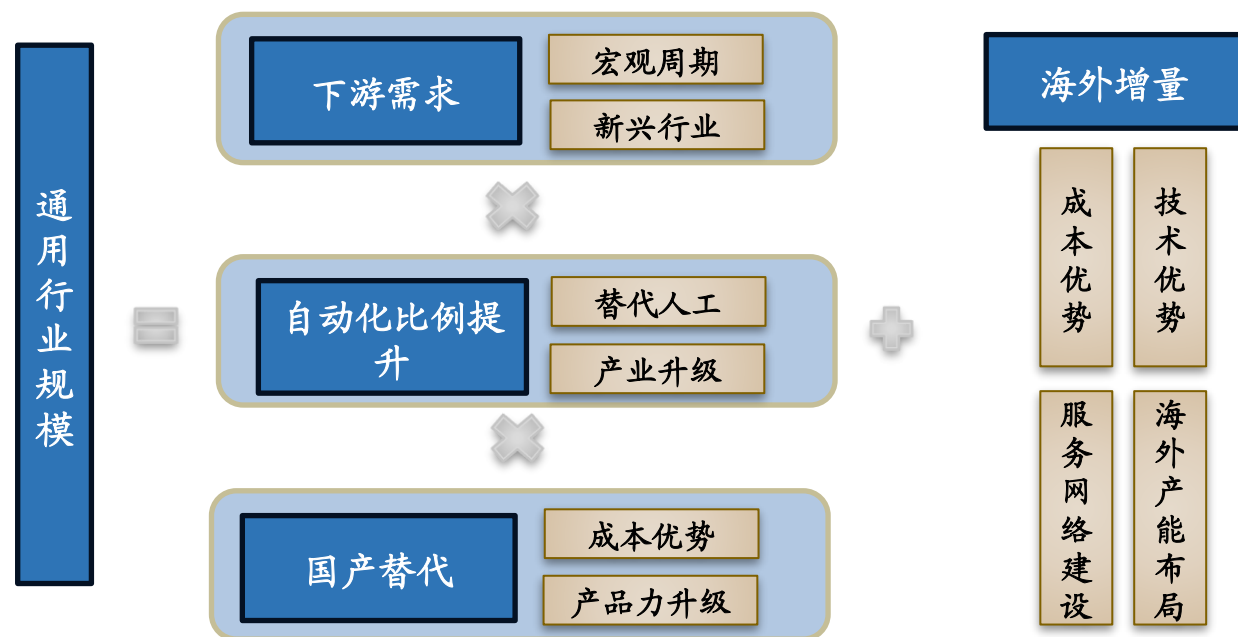 通用行业规模
下游需求
宏观周期
新兴行业
自动化比例提
升
替代人工
产业升级
国产替代
成本优势
产品力升级
海外增量
成本优势
技术优势
服务网络建设
海外产能布局